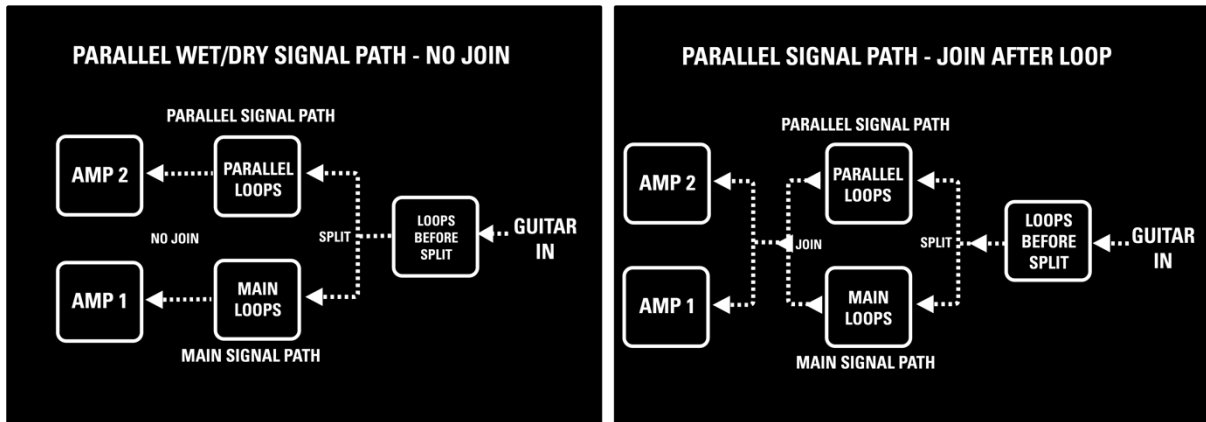 PARALLEL WET/DRY SIGNAL PATH - NO JOIN
PARALLEL SIGNAL PATH
AMP 2
PARALLEL
LOOPS
NO JOIN
SPLIT
LOOPS
BEFORE
SPLIT
GUITAR
IN
AMP 1
MAIN
LOOPS
MAIN SIGNAL PATH
PARALLEL SIGNAL PATH - JOIN AFTER LOOP
PARALLEL SIGNAL PATH
AMP 2
PARALLEL
LOOPS
JOIN
SPLIT
LOOPS
BEFORE
SPLIT
GUITAR
IN
AMP 1
MAIN
LOOPS
MAIN SIGNAL PATH